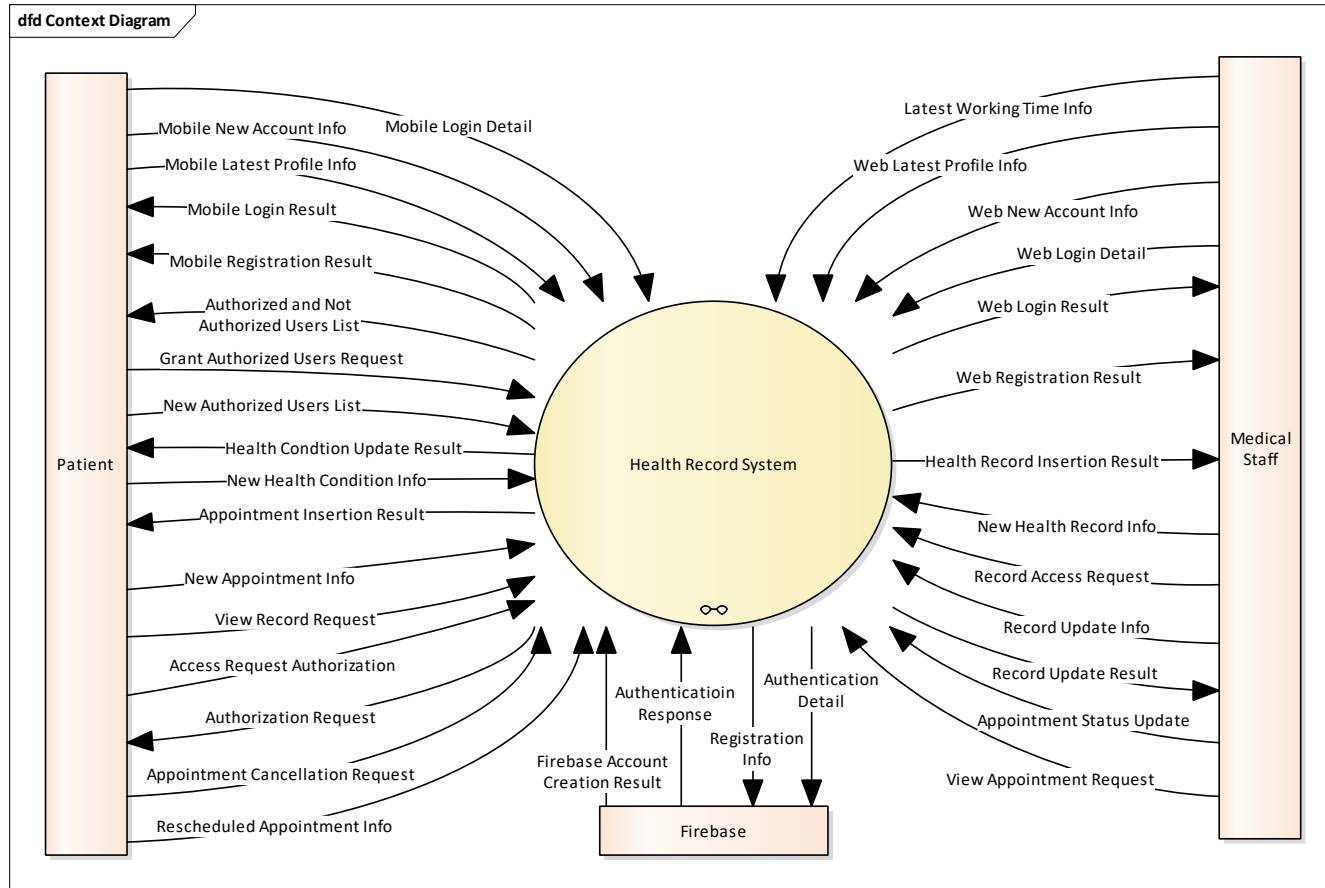 dfd Context Diagram
Patient
Mobile Login Detail
Mobile New Account Info
Mobile Latest Profile Info
Mobile Login Result
Mobile Registration Result
Authorized and Not
Authorized Users List
Grant Authorized Users Request
New Authorized Users List
Health Condtion Update Result
New Health Condition Info
Appointment Insertion Result
New Appointment Info
View Record Request
Access Request Authorization
Authorization Request
Appointment Cancellation Request
Rescheduled Appointment Info
Health Record System
Firebase Account
Creation Result
Authenticatioin
Response
Registration
Info
Authentication
Detail
Firebase
Latest Working Time Info
Web Latest Profile Info
Web New Account Info
Web Login Detail
Web Login Result
Web Registration Result
Health Record Insertion Result
New Health Record Info
Record Access Request
Record Update Info
Record Update Result
Appointment Status Update
View Appointment Request
Medical
Staff